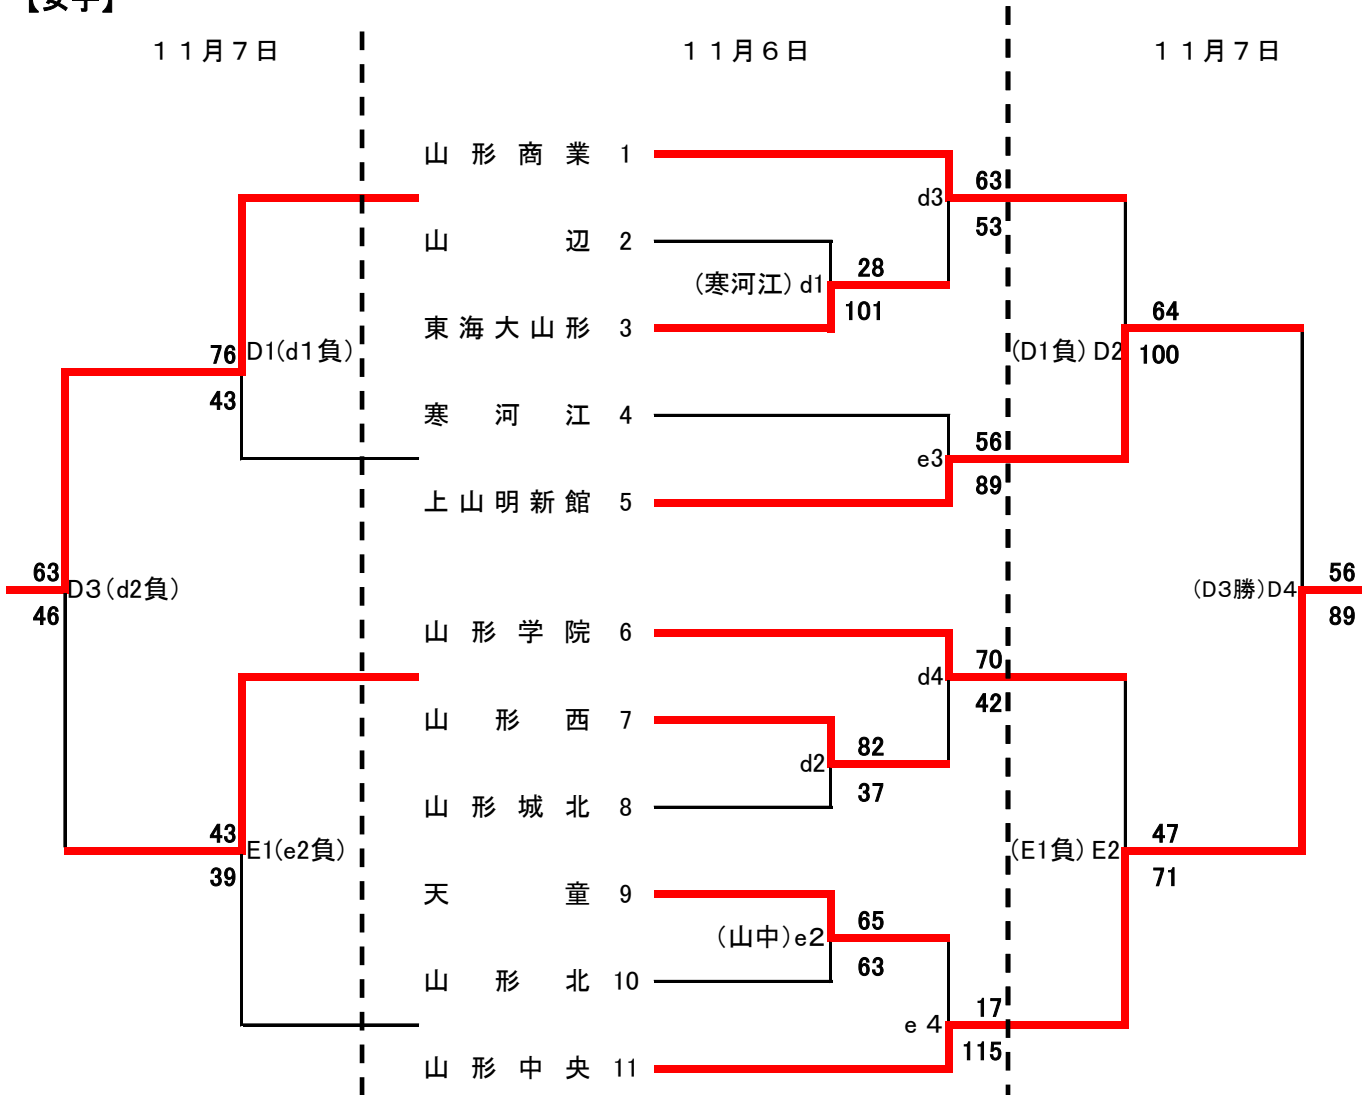 【女子】
１１月７日 １１月６日 １１月７日
山形商業 1
63
d3
53
山辺 2
28
(寒河江) d1
101
東海大山形 3
64
76 D1(d1負)
(D1負) D2 100
43
寒河江 4
56
e3
89
上山明新館 5
63
D3(d2負)
46
56
(D3勝)D4
89
山形学院 6
70
d4
42
山形西 7
82
d2
37
山形城北 8
43
E1(e2負)
39
47
(E1負) E2
71
天童 9
65
(山中)e2
63
山形北 10
17
e 4
115
山形中央 11